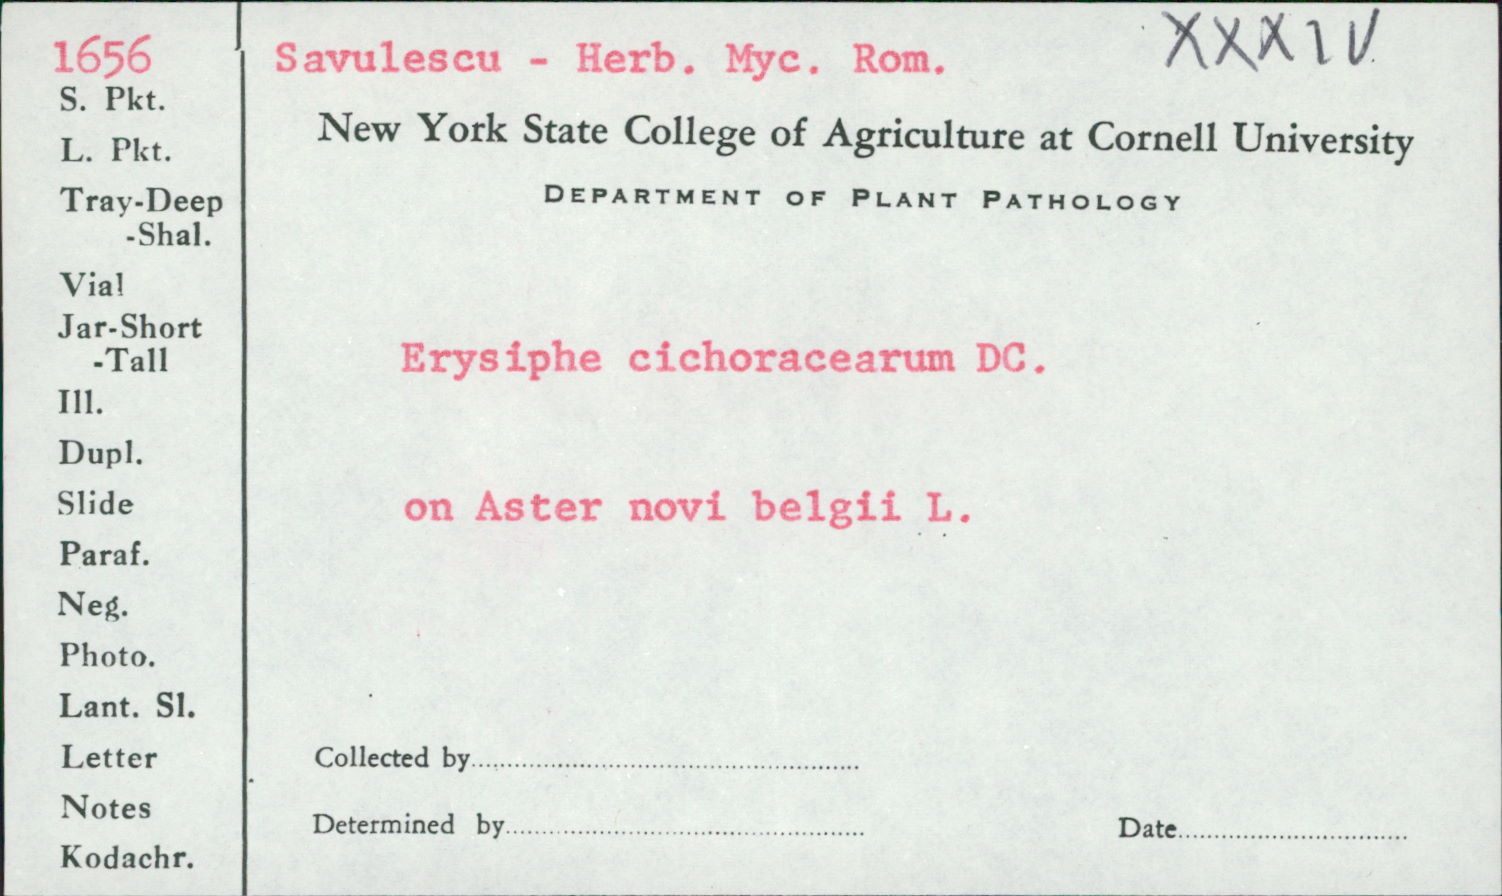 1656
S. Pkt.
L. Pkt.
Tray-Deep
-Shal.
Vial
Jar-Short
-Tall
Ill.
Dupl.
Slide
Paraf.
Neg.
Photo.
Lant. Sl.
Letter
Notes
Kodachr.
Savulescu - Herb. Myc. Rom.
XXXIV
New York State College of Agriculture at Cornell University
DEPARTMENT OF PLANT PATHOLOGY
Erysiphe cichoracearum DC.
on Aster novi belgii L.
Collected by
Determined by
Date